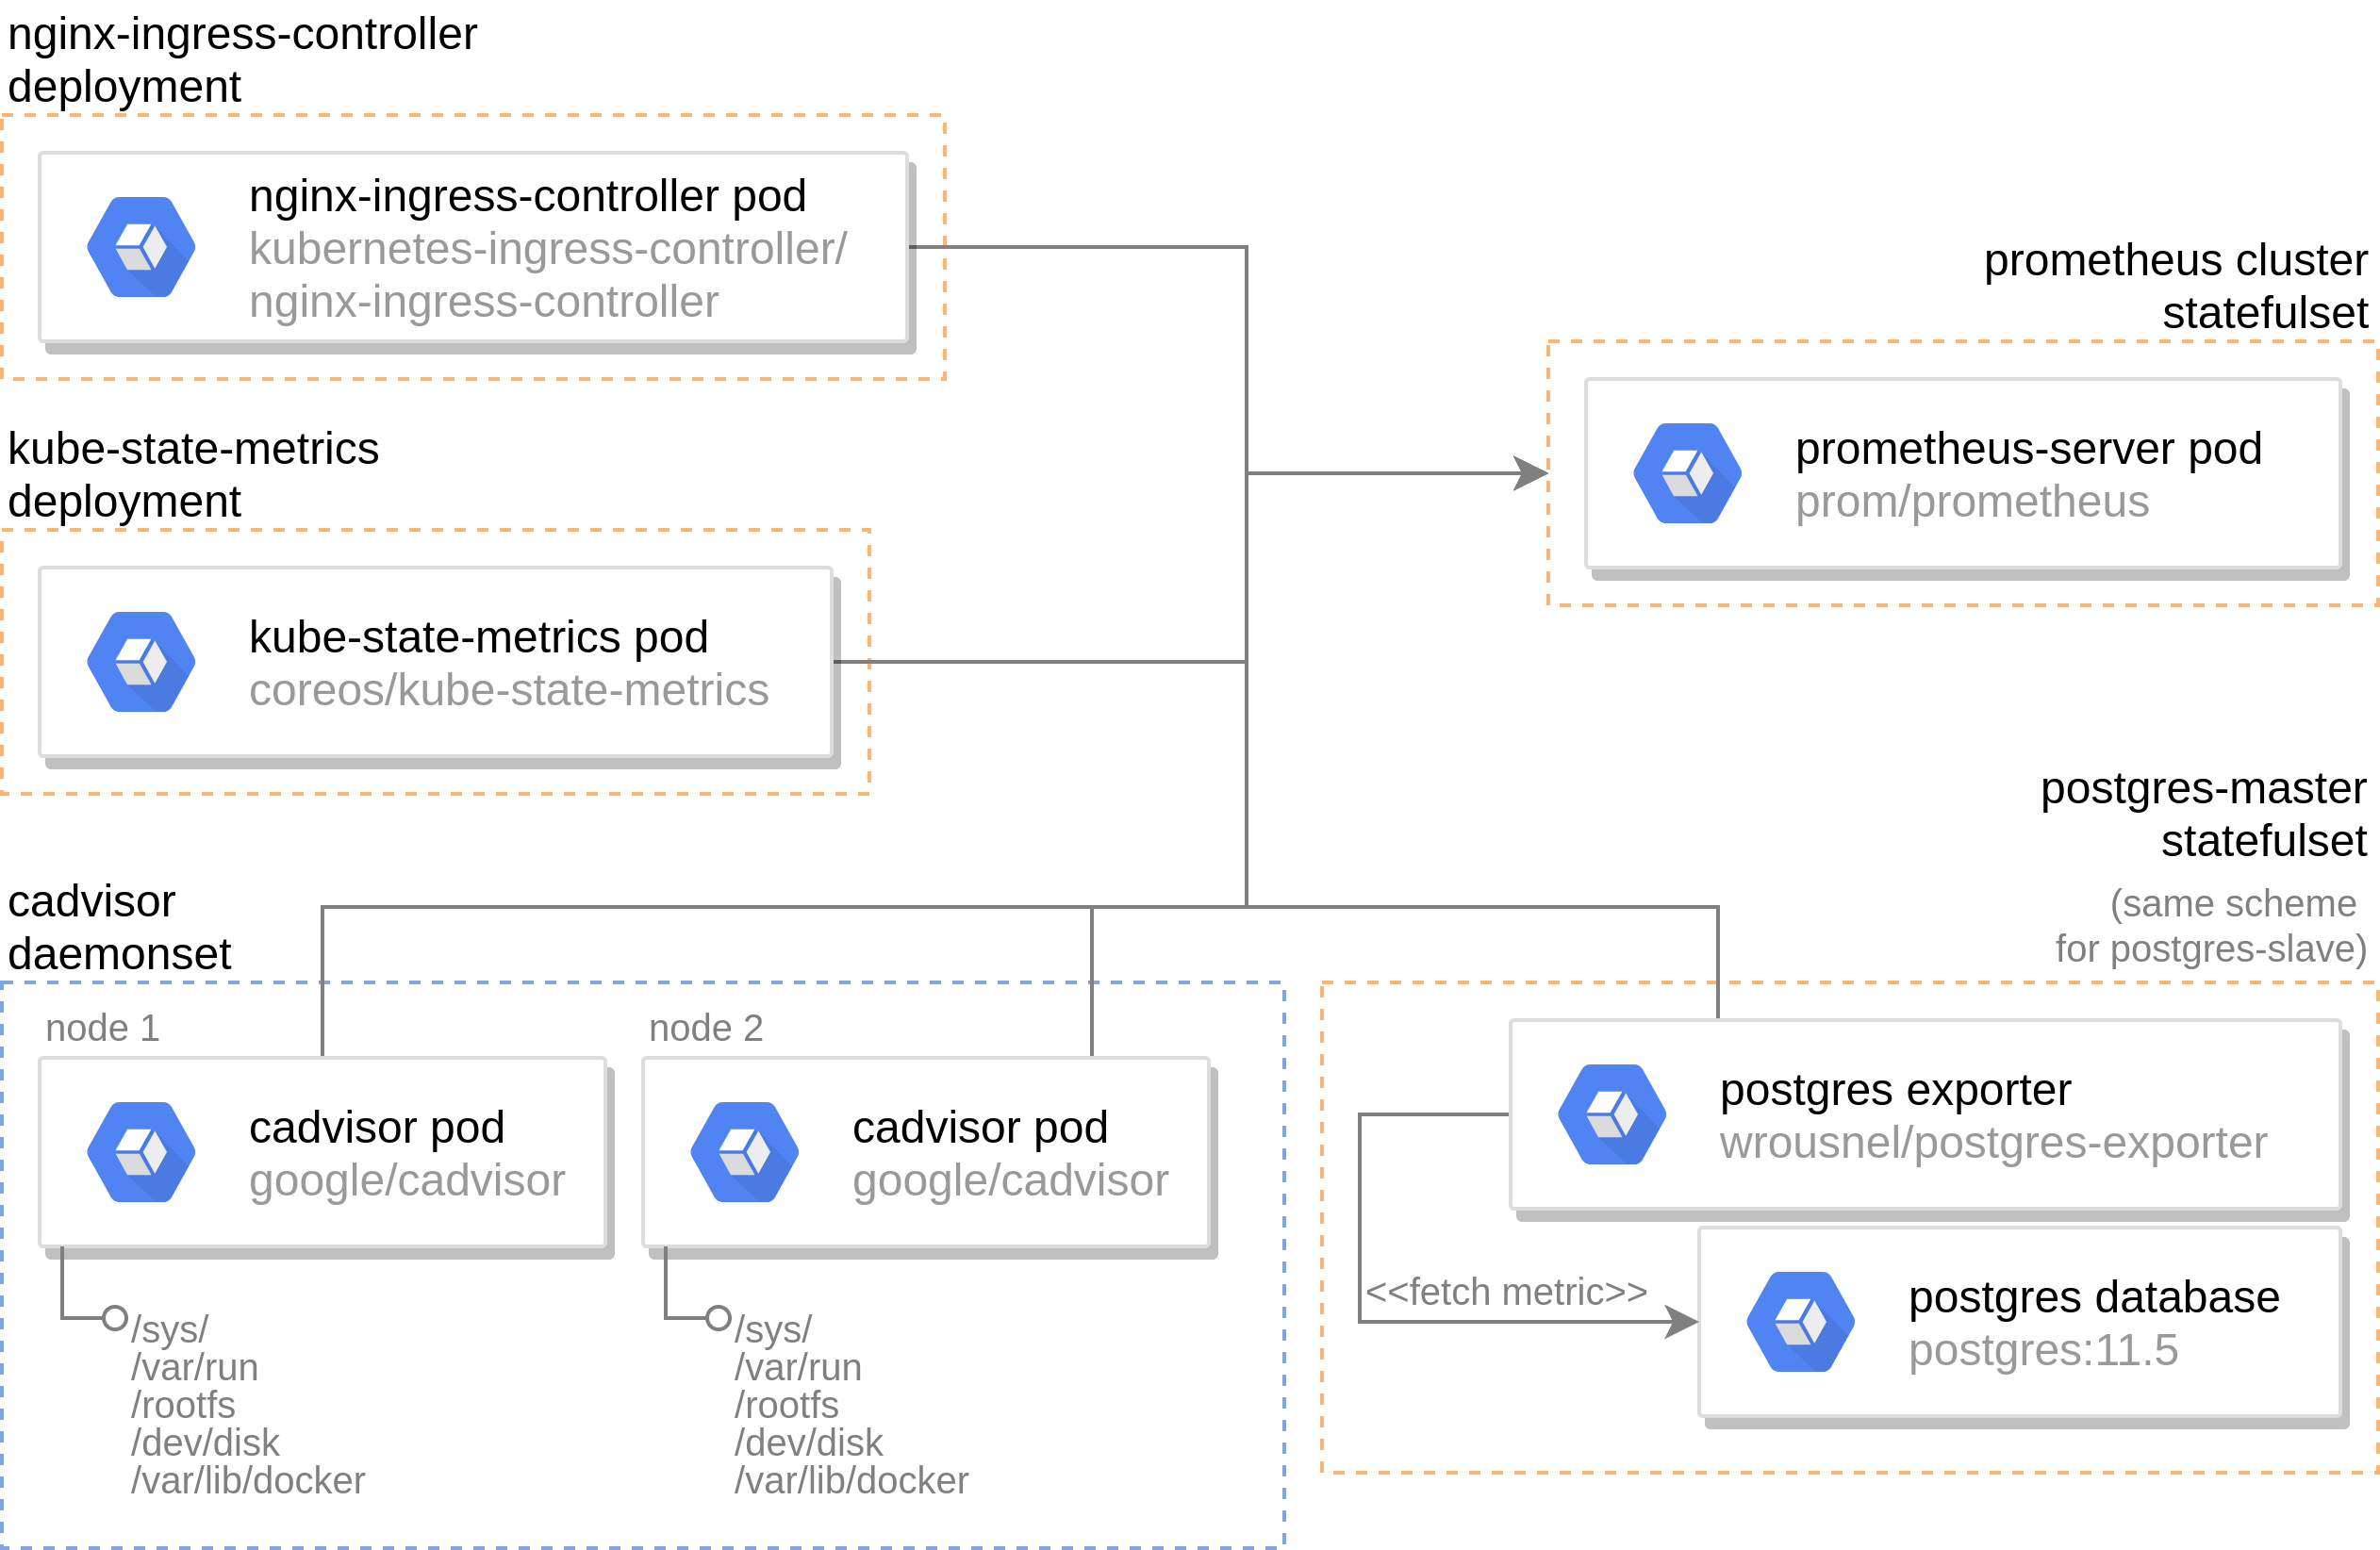 nginx-ingress-controller
deployment
nginx-ingress-controller pod
kubernetes-ingress-controller/
nginx-ingress-controller
prometheus cluster
statefulset
prometheus-server pod
prom/prometheus
kube-state-metrics
deployment
kube-state-metrics pod
coreos/kube-state-metrics
postgres-master
statefulset
(same scheme
for postgres-slave)
cadvisor
daemonset
node 1
cadvisor pod
google/cadvisor
/sys/
/var/run
/rootfs
/dev/disk
/var/lib/docker
node 2
cadvisor pod
google/cadvisor
/sys/
/var/run
/rootfs
/dev/disk
/var/lib/docker
postgres exporter
wrousnel/postgres-exporter
<<fetch metric>>
postgres database
postgres:11.5